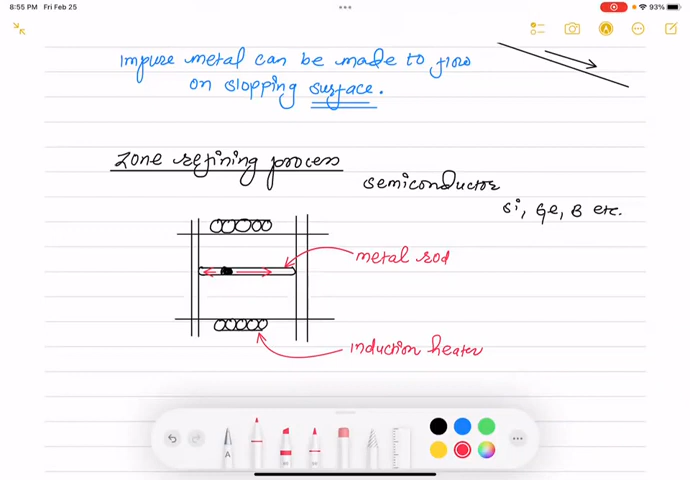 8:55 PM Fri Feb 25
93%
Impure metal can be made to flow
on slopping surface.
Zone refining process
semiconductor
Si, Ge, B etc.
metal rod
induction heater
A